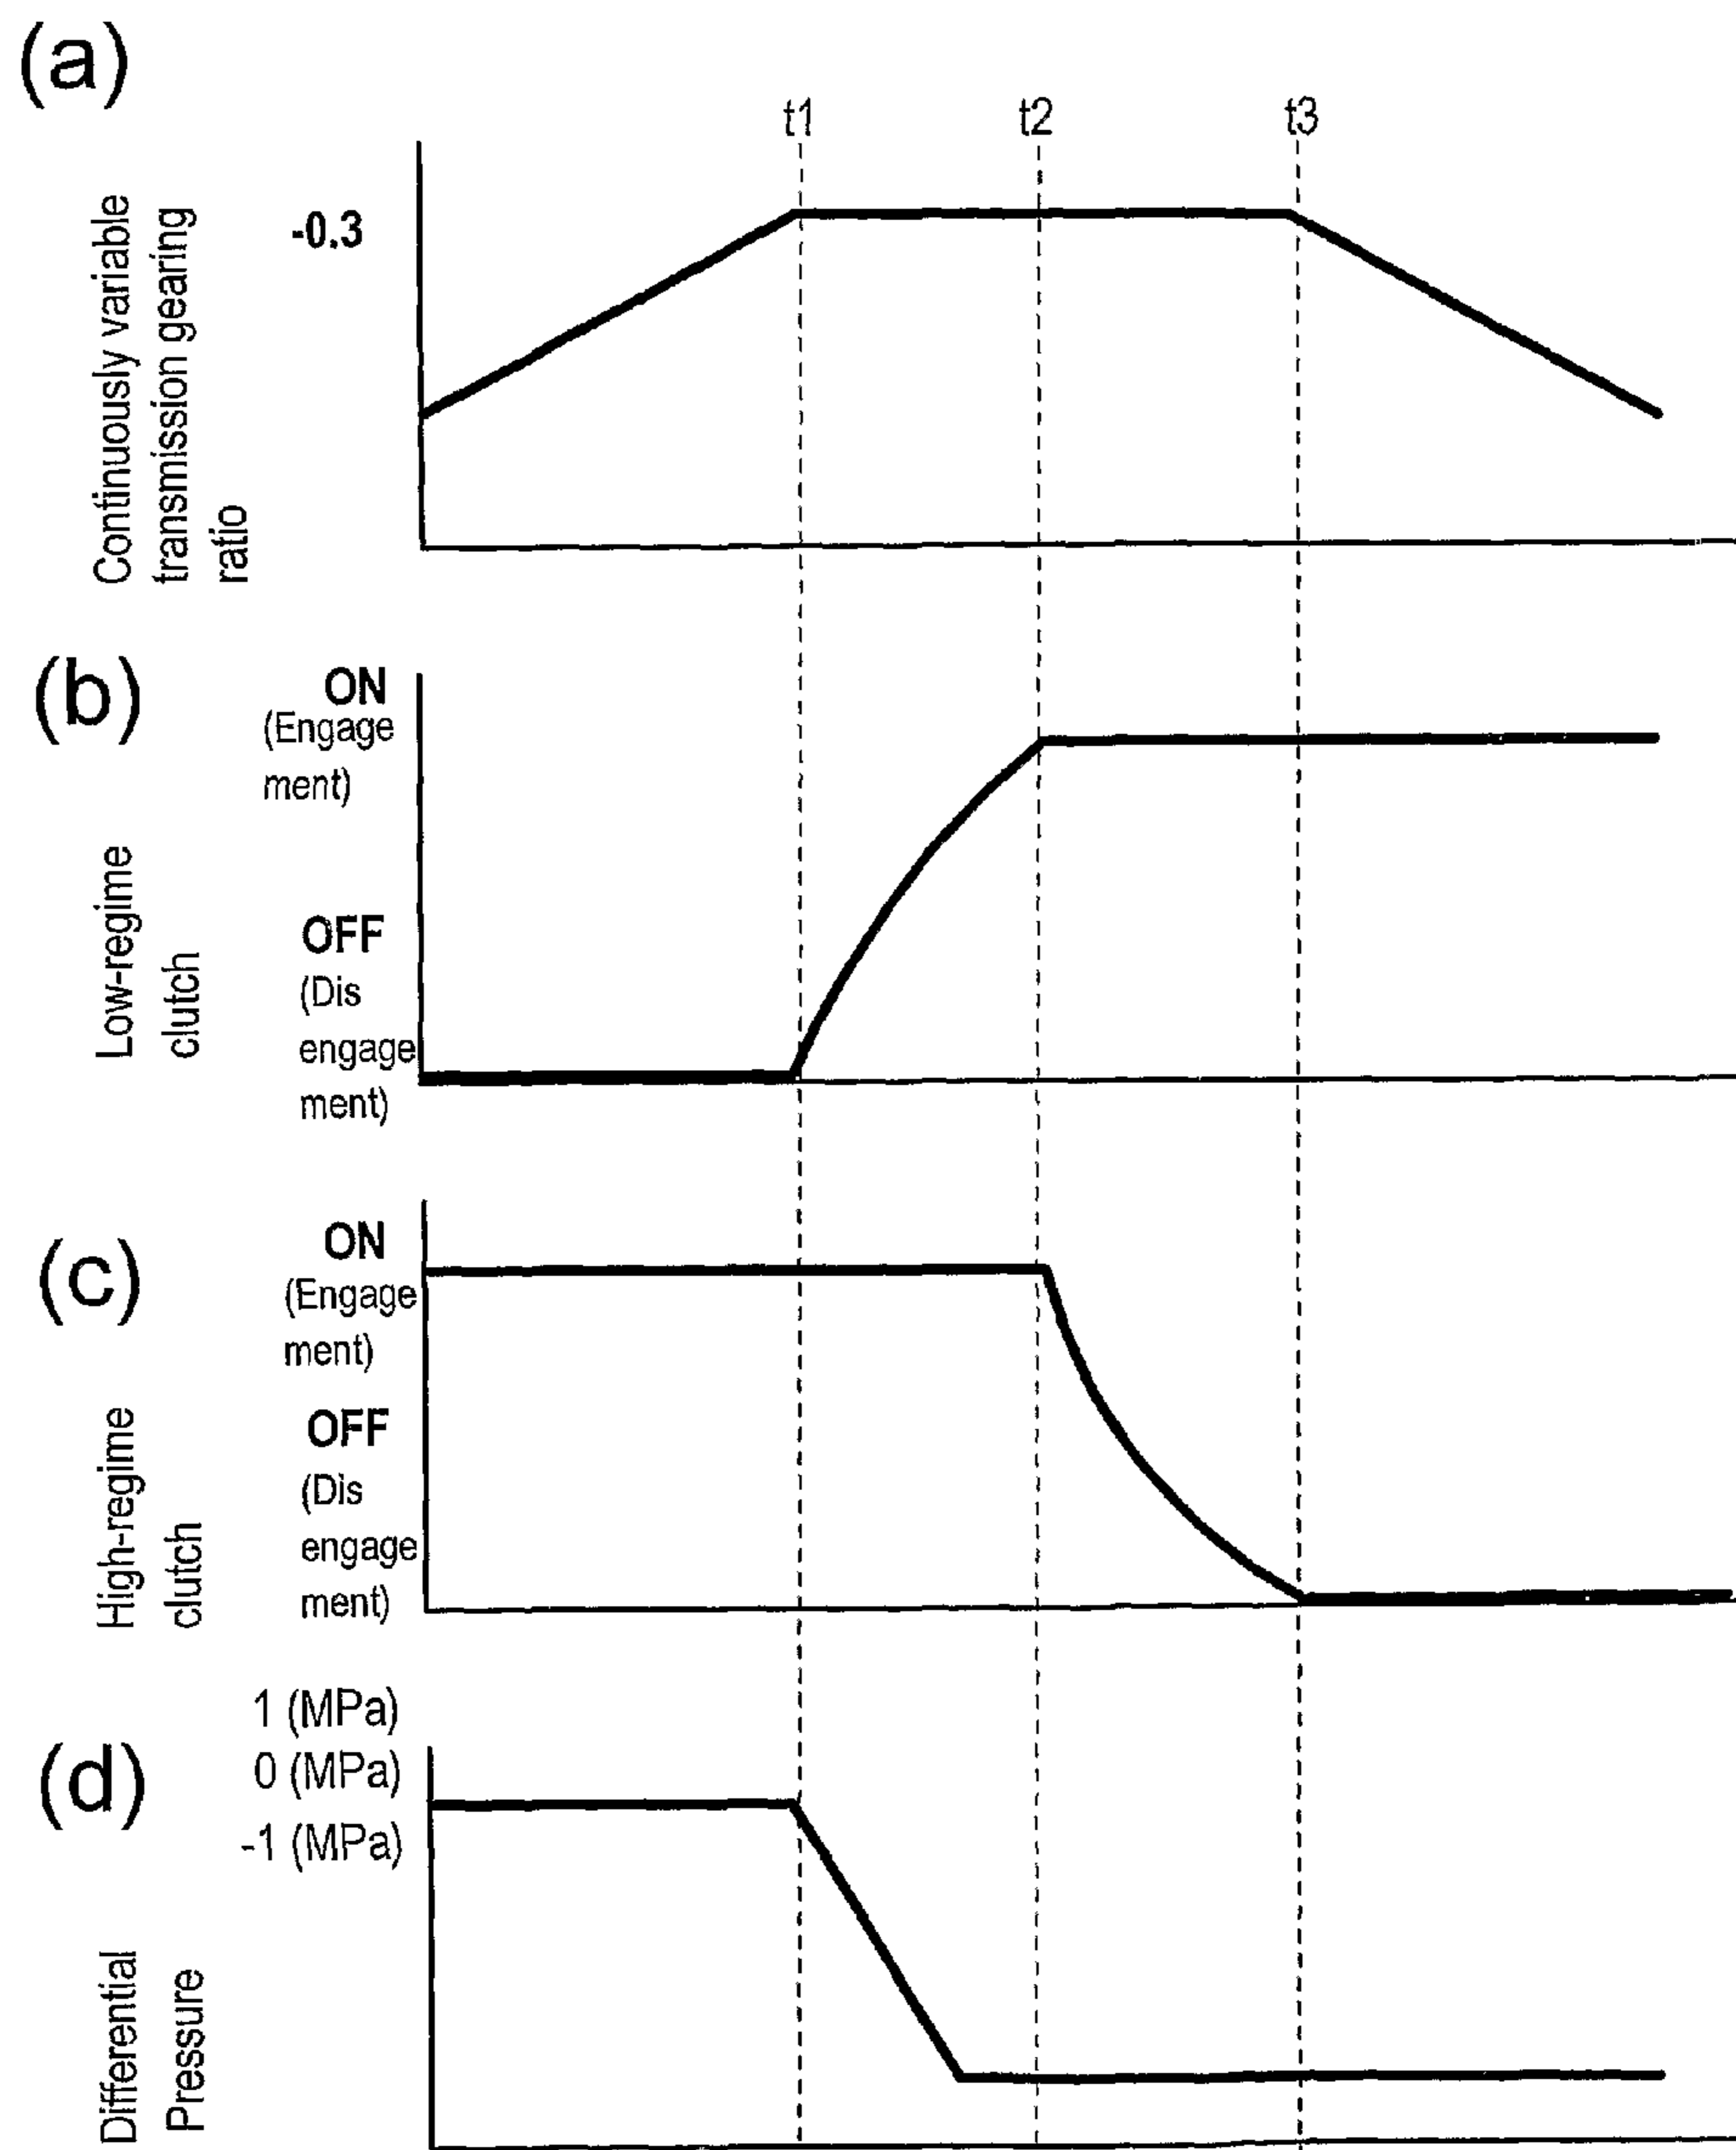 (a)
t1 t2 t3
Continuously variable
transmission gearing
ratio
-0.3
(b)
ON
(Engage
ment)
OFF
(Dis
engage
ment)
Low-regime
clutch
(c)
ON
(Engage
ment)
OFF
(Dis
engage
ment)
High-regime
clutch
(d)
1 (MPa)
0 (MPa)
-1 (MPa)
Differential
Pressure